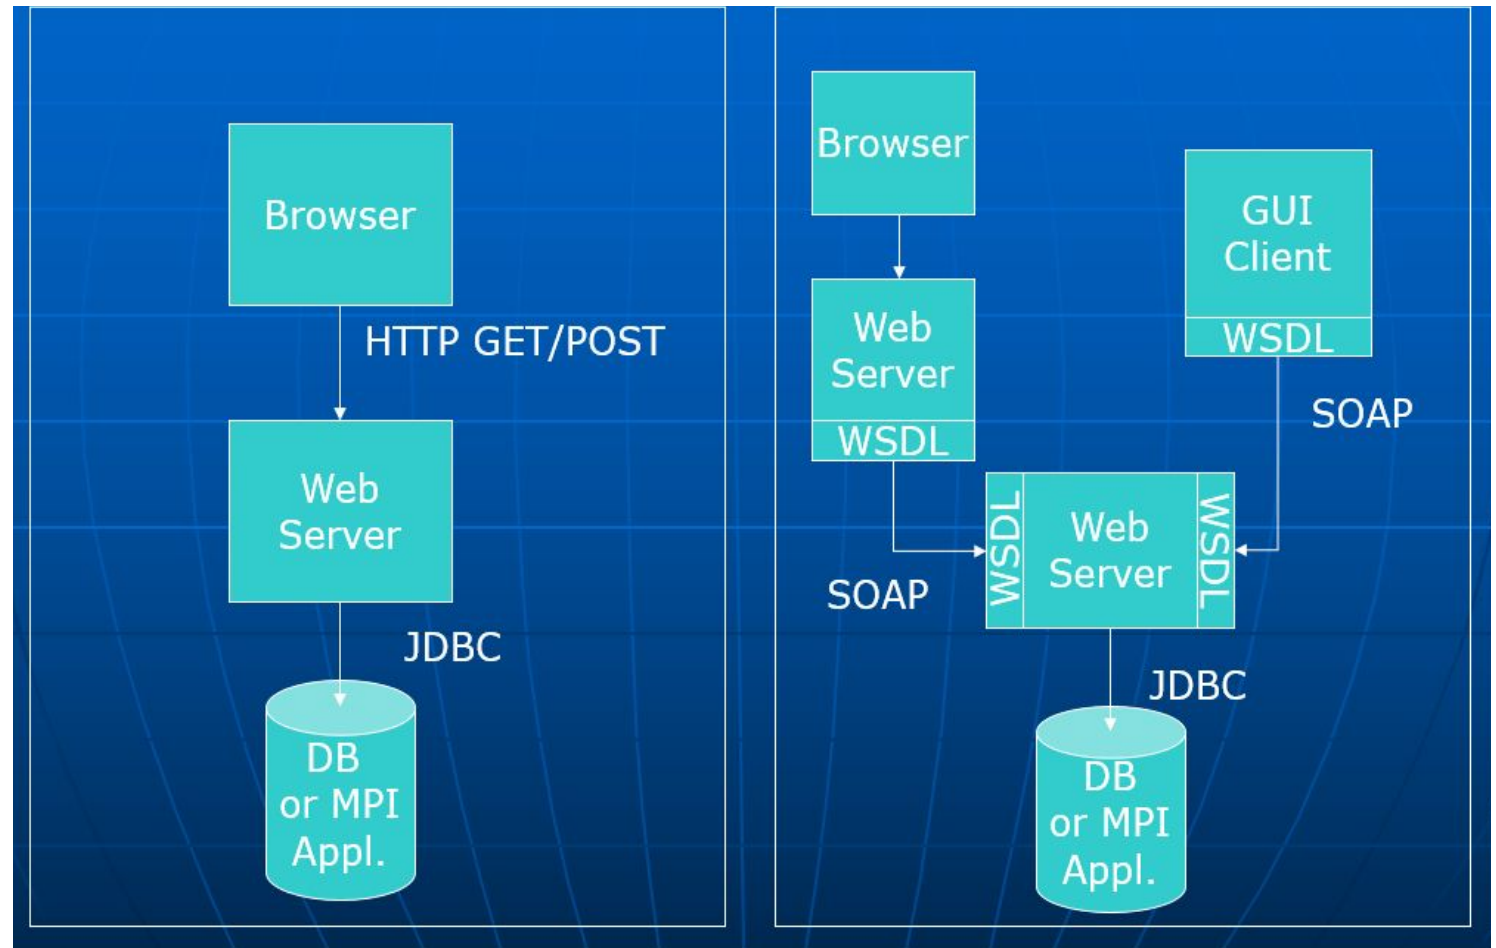 Browser
HTTP GET/POST
Web
Server
JDBC
DB
or MPI
Appl.
Browser
GUI
Client
WSDL
Web
Server
WSDL
SOAP
SOAP
WSDL
Web
Server
WSDL
JDBC
DB
or MPI
Appl.